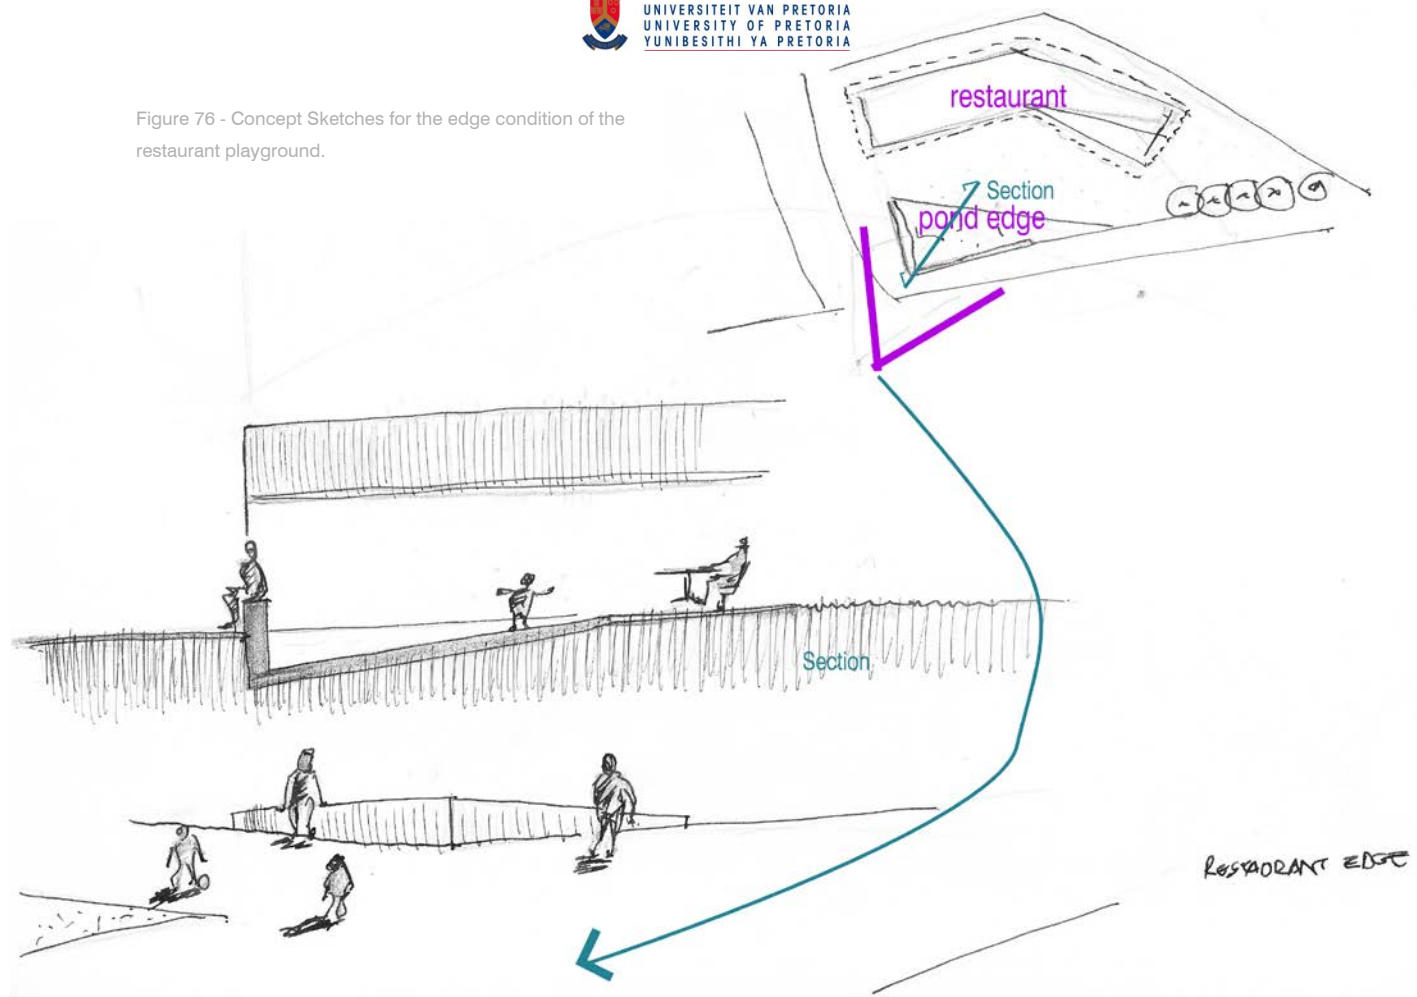 UNIVERSITEIT VAN PRETORIA
UNIVERSITY OF PRETORIA
YUNIBESITHI YA PRETORIA
Figure 76 - Concept Sketches for the edge condition of the
restaurant playground.
restaurant
Section
pond edge
Section
RESTAORANT EDGE